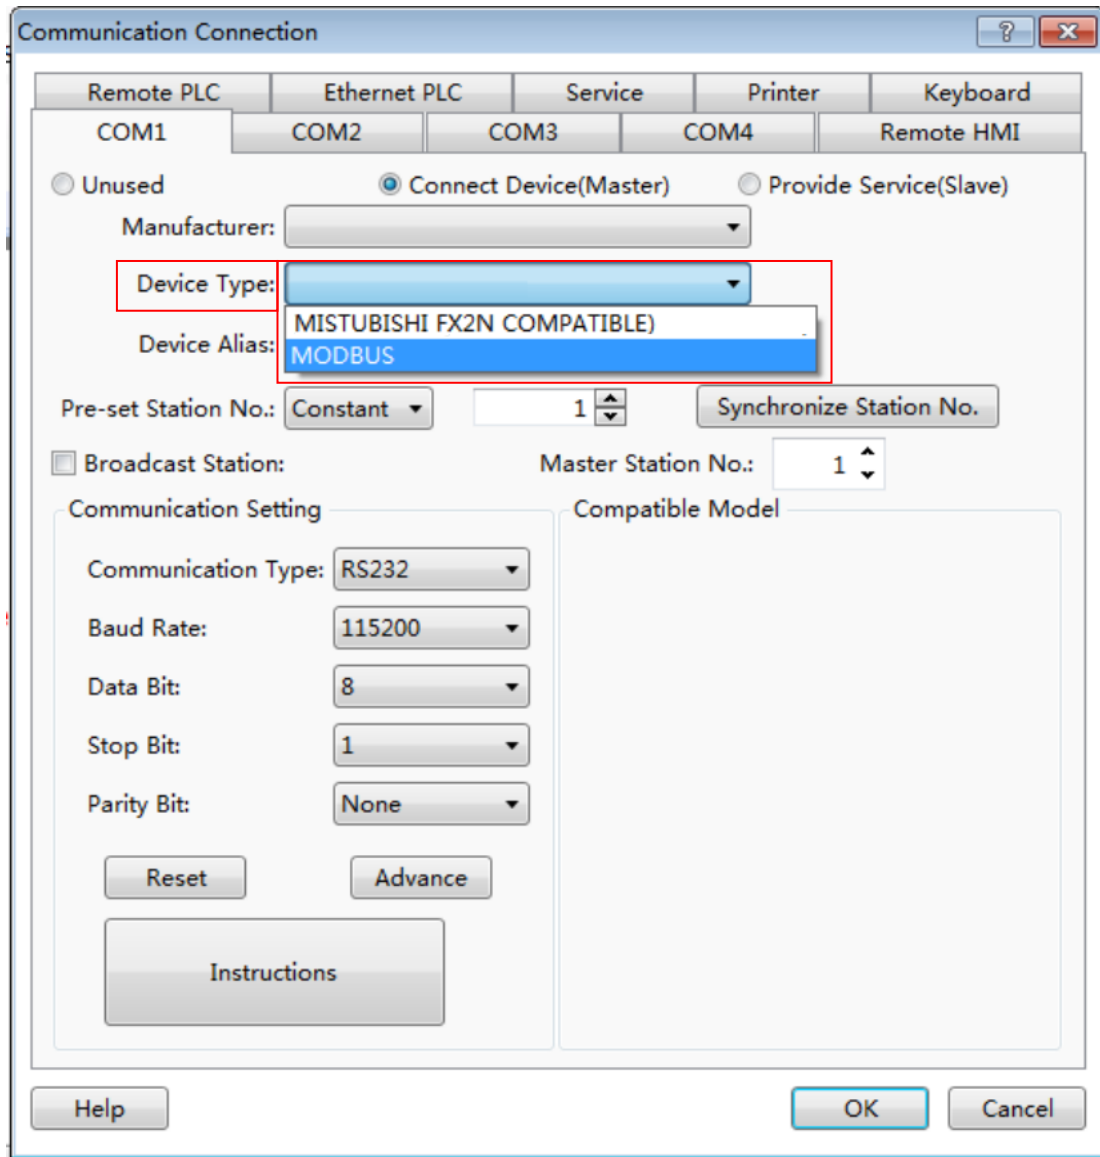 Communication Connection
Remote PLC Ethernet PLC Service Printer Keyboard
COM1 COM2 COM3 COM4 Remote HMI
Unused Connect Device(Master) Provide Service(Slave)
Manufacturer:
Device Type:
MISTUBISHI FX2N COMPATIBLE)
Device Alias:
MODBUS
Pre-set Station No.: Constant 1 Synchronize Station No.
Broadcast Station: Master Station No.: 1
Communication Setting Compatible Model
Communication Type: RS232
Baud Rate: 115200
Data Bit: 8
Stop Bit: 1
Parity Bit: None
Reset Advance
Instructions
Help OK Cancel